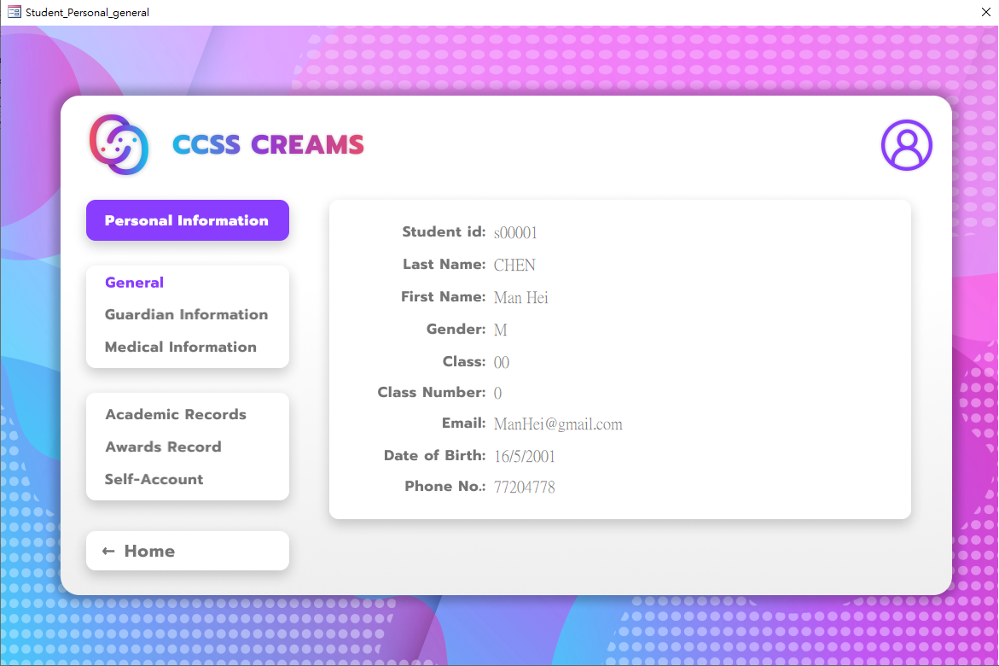 Student_Personal_general
CCSS CREAMS
Personal Information
General
Guardian Information
Medical Information
Academic Records
Awards Record
Self-Account
← Home
Student id: s00001
Last Name: CHEN
First Name: Man Hei
Gender: M
Class: 00
Class Number: 0
Email: ManHei@gmail.com
Date of Birth: 16/5/2001
Phone No.: 77204778